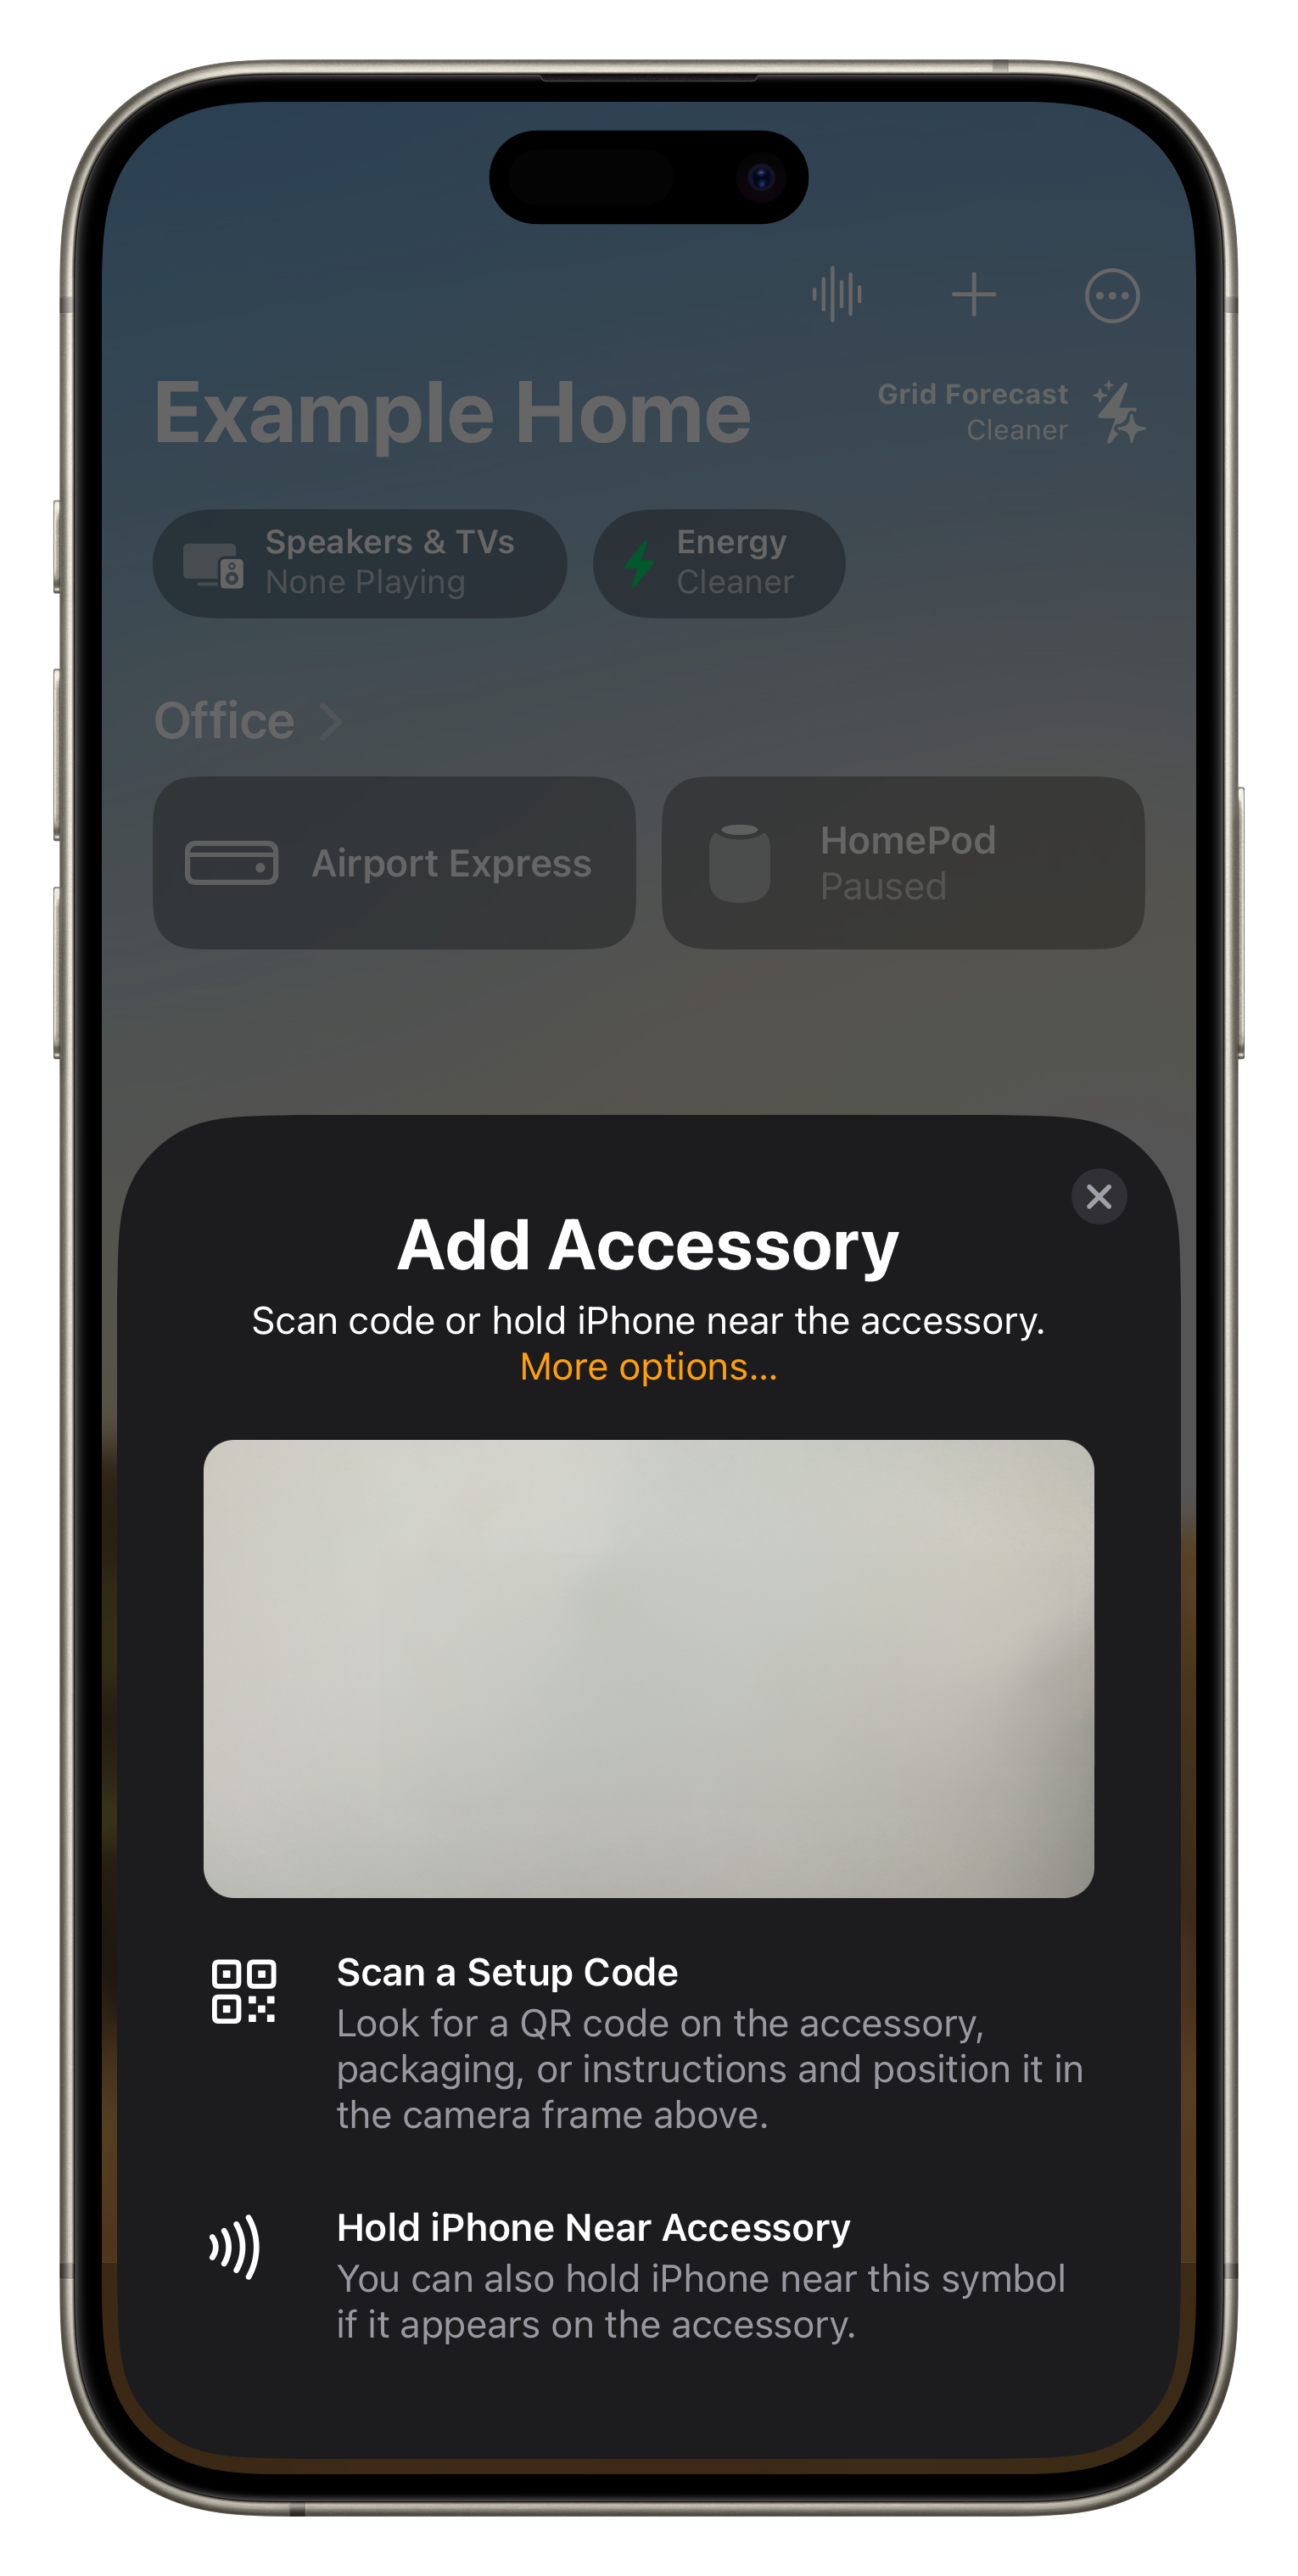 Example Home
Grid Forecast
Cleaner
Speakers & TVs
None Playing
Energy
Cleaner
Office
Airport Express
HomePod
Paused
Add Accessory
Scan code or hold iPhone near the accessory.
More options...
Scan a Setup Code
Look for a QR code on the accessory,
packaging, or instructions and position it in
the camera frame above.
Hold iPhone Near Accessory
You can also hold iPhone near this symbol
if it appears on the accessory.